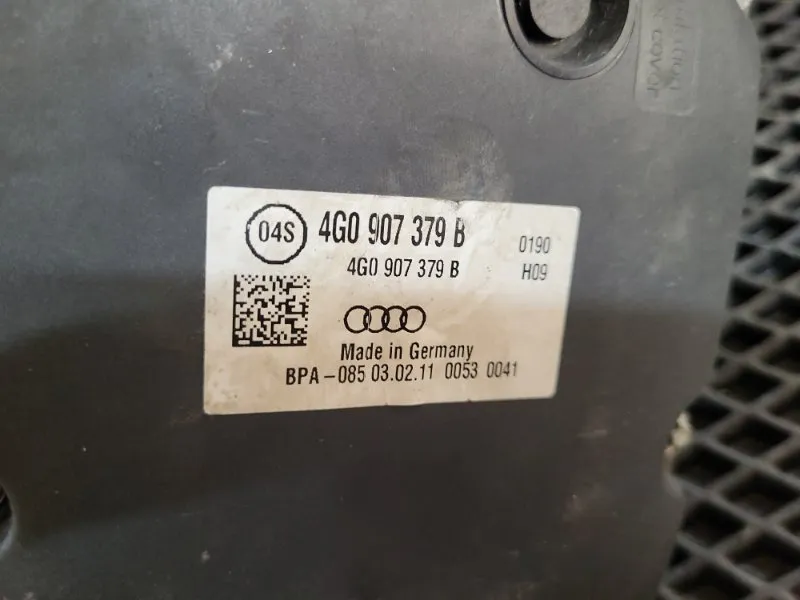 04S 4G0 907 379 B 0190
4G0 907 379 B H09
Made in Germany
BPA-085 03.02.11 0053 0041